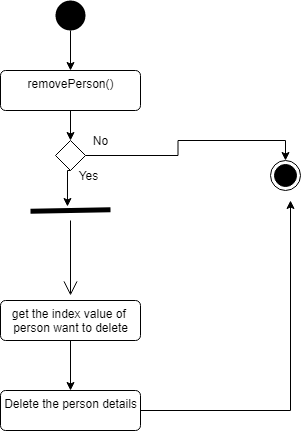 removePerson()
No
Yes
get the index value of
person want to delete
Delete the person details